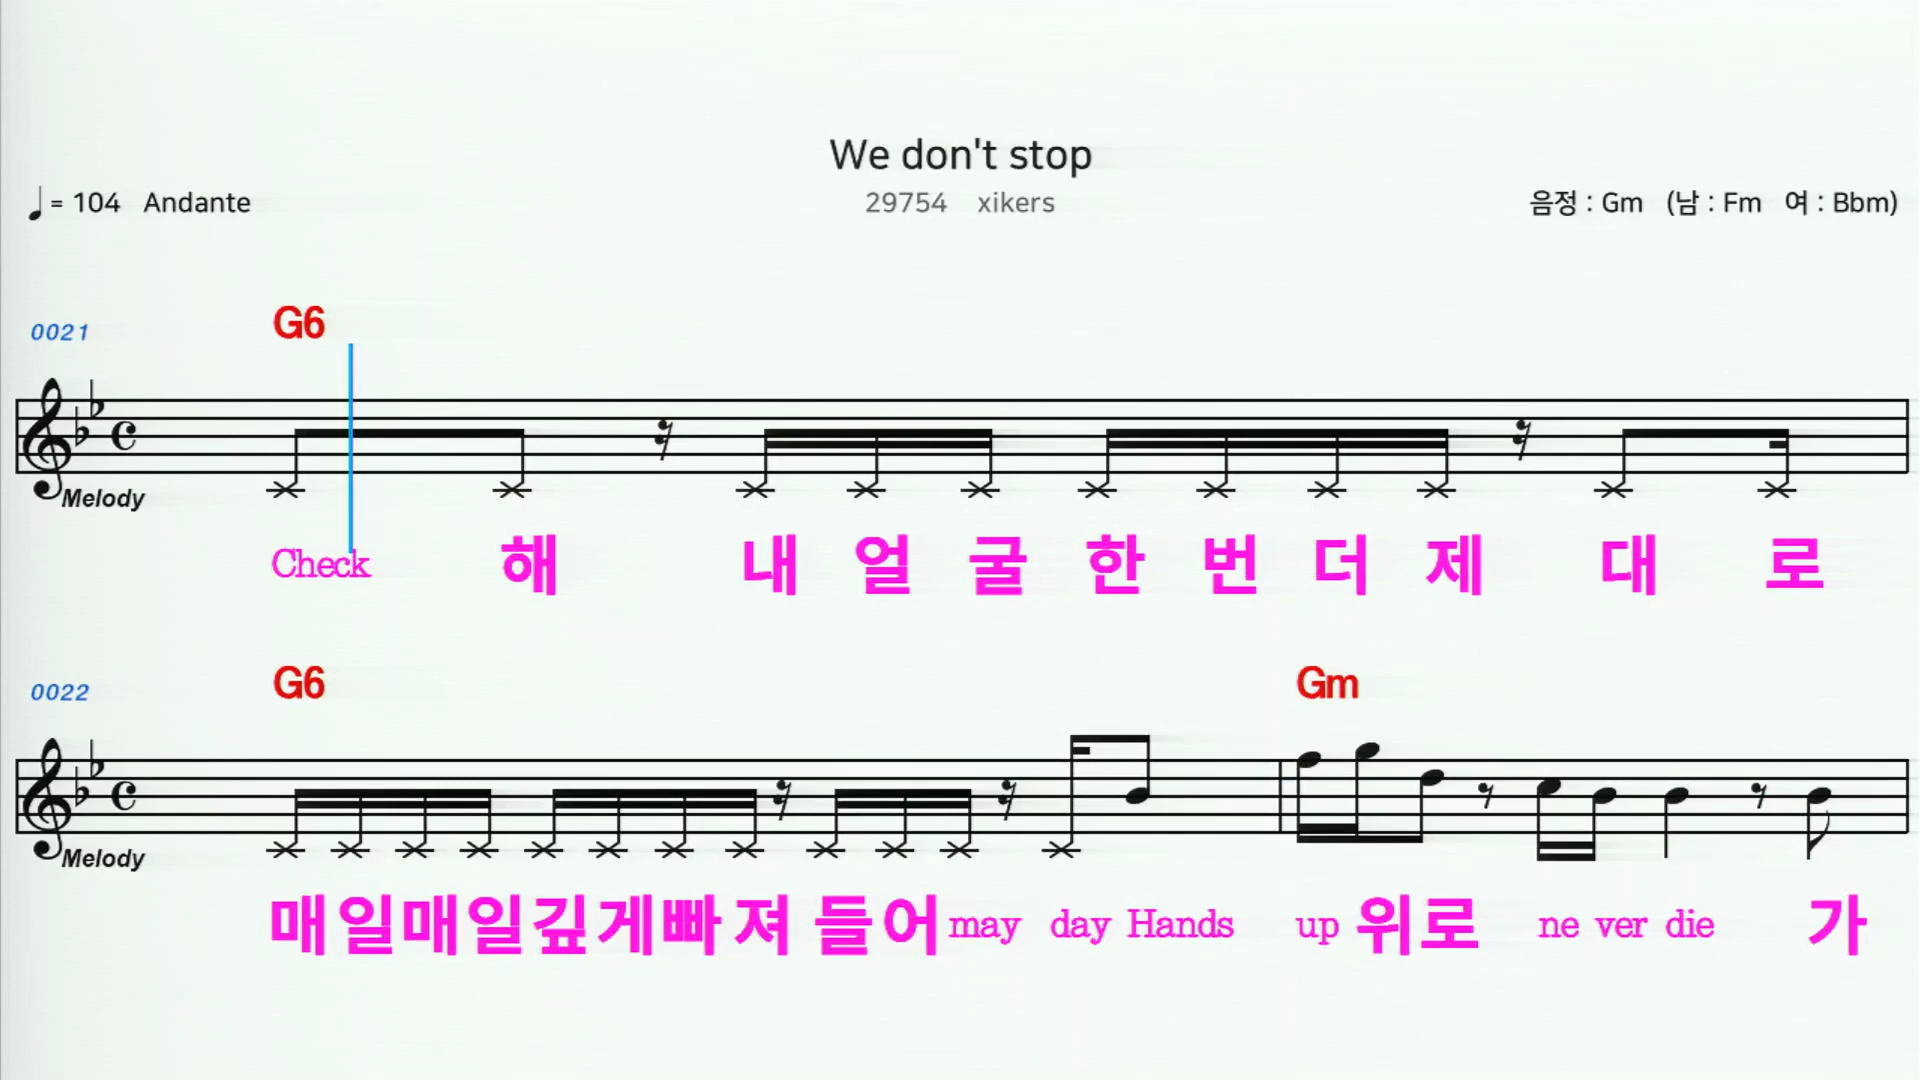 We don't stop
♩ = 104 Andante 29754 xikers 음정 : Gm (남 : Fm 여 : Bbm)
0021 G6
Melody
Check 해 내 얼 굴 한 번 더 제 대 로
0022 G6 Gm
Melody
매 일 매 일 깊 게 빠 져 들 어 may day Hands up 위 로 ne ver die 가